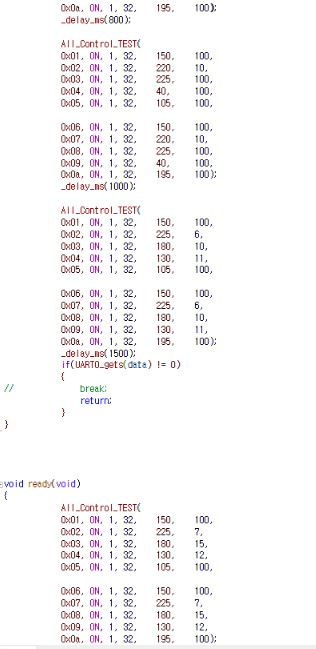 0x0a, ON, 1, 32, 195, 100);
_delay_ms(800);
All_Control_TEST(
0x01, ON, 1, 32, 150, 100,
0x02, ON, 1, 32, 220, 10,
0x03, ON, 1, 32, 225, 100,
0x04, ON, 1, 32, 40, 100,
0x05, ON, 1, 32, 105, 100,
0x06, ON, 1, 32, 150, 100,
0x07, ON, 1, 32, 220, 10,
0x08, ON, 1, 32, 225, 100,
0x09, ON, 1, 32, 40, 100,
0x0a, ON, 1, 32, 195, 100);
_delay_ms(1000);
All_Control_TEST(
0x01, ON, 1, 32, 150, 100,
0x02, ON, 1, 32, 225, 6,
0x03, ON, 1, 32, 180, 10,
0x04, ON, 1, 32, 130, 11,
0x05, ON, 1, 32, 105, 100,
0x06, ON, 1, 32, 150, 100,
0x07, ON, 1, 32, 225, 6,
0x08, ON, 1, 32, 180, 10,
0x09, ON, 1, 32, 130, 11,
0x0a, ON, 1, 32, 195, 100);
_delay_ms(1500);
if(UART0_gets(data) != 0)
{
// break;
return;
}
}
void ready(void)
{
All_Control_TEST(
0x01, ON, 1, 32, 150, 100,
0x02, ON, 1, 32, 225, 7,
0x03, ON, 1, 32, 180, 15,
0x04, ON, 1, 32, 130, 12,
0x05, ON, 1, 32, 105, 100,
0x06, ON, 1, 32, 150, 100,
0x07, ON, 1, 32, 225, 7,
0x08, ON, 1, 32, 180, 15,
0x09, ON, 1, 32, 130, 12,
0x0a, ON, 1, 32, 195, 100);